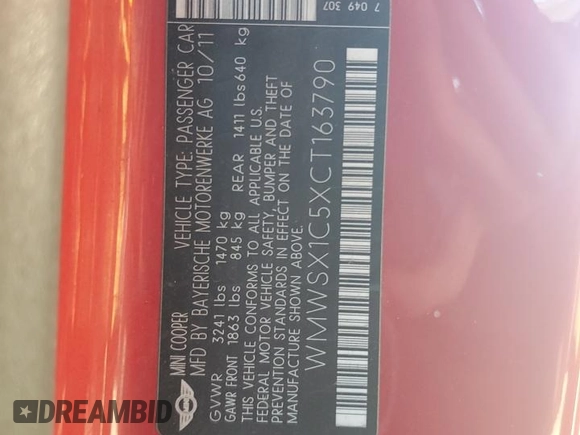 7 049 307
MINI COOPER VEHICLE TYPE: PASSENGER CAR
MFD BY BAYERISCHE MOTORENWERKE AG 10/11
GVWR 3241 lbs 1470 kg
GAWR FRONT 1863 lbs 845 kg REAR 1411 lbs 640 kg
THIS VEHICLE CONFORMS TO ALL APPLICABLE U.S.
FEDERAL MOTOR VEHICLE SAFETY, BUMPER AND THEFT
PREVENTION STANDARDS IN EFFECT ON THE DATE OF
MANUFACTURE SHOWN ABOVE.
WMWSX1C5XCT163790
DREAMBID